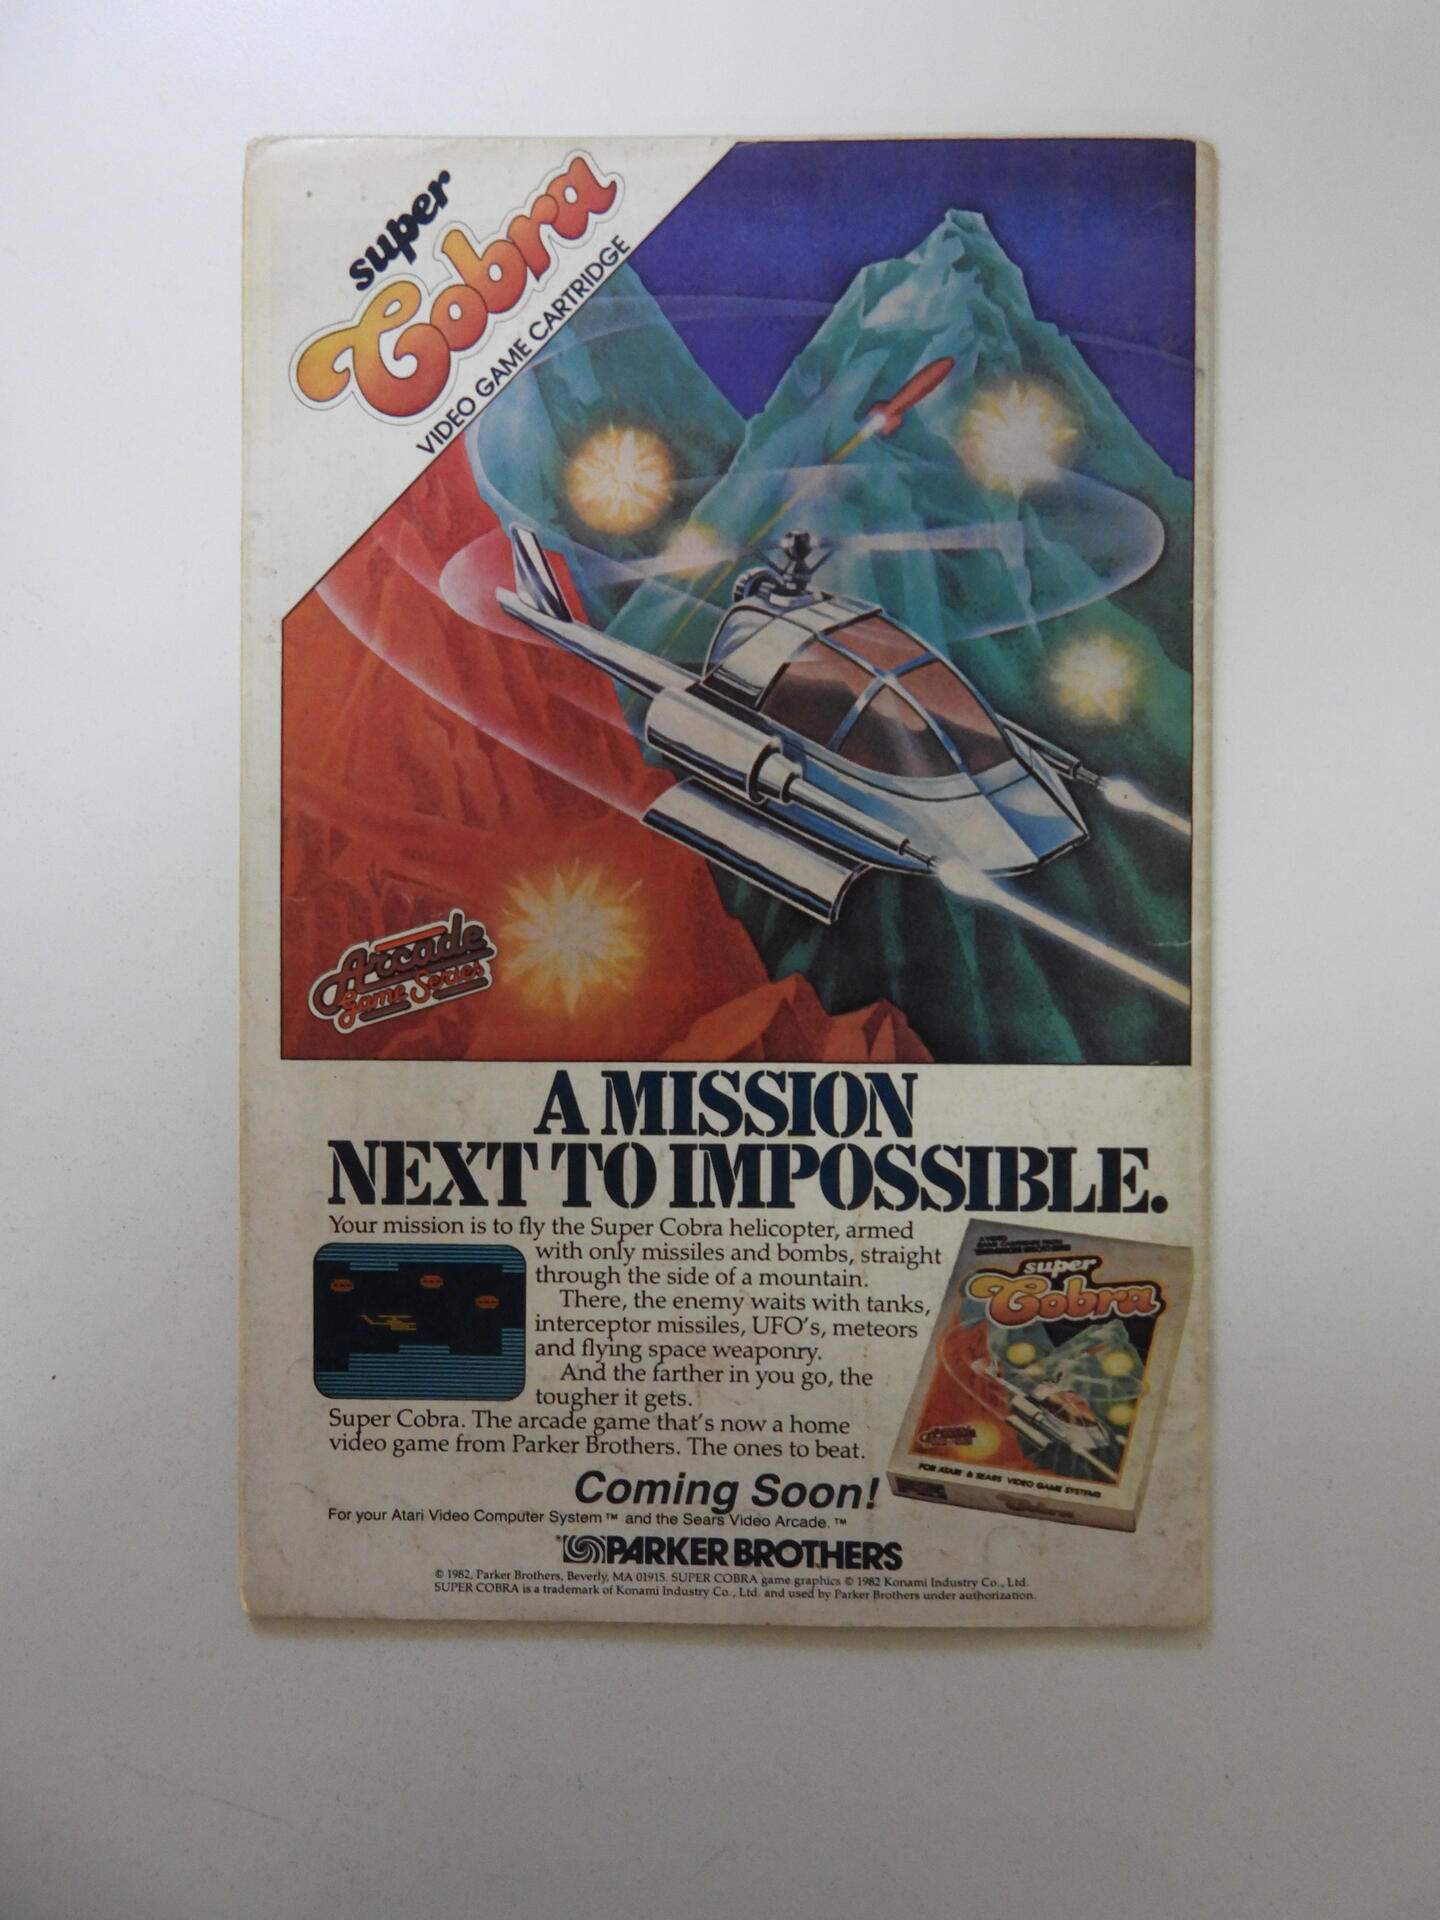 super
Cobra
VIDEO GAME CARTRIDGE
Arcade
Game Series
A MISSION
NEXT TO IMPOSSIBLE.
Your mission is to fly the Super Cobra helicopter, armed
with only missiles and bombs, straight
through the side of a mountain.
There, the enemy waits with tanks,
interceptor missiles, UFO's, meteors
and flying space weaponry.
And the farther in you go, the
tougher it gets.
Super Cobra. The arcade game that's now a home
video game from Parker Brothers. The ones to beat.
super
Cobra
FOR ATARI & SEARS VIDEO GAME SYSTEMS
Coming Soon!
For your Atari Video Computer System™ and the Sears Video Arcade.™
PARKER BROTHERS
© 1982, Parker Brothers, Beverly, MA 01915. SUPER COBRA game graphics © 1982 Konami Industry Co., Ltd.
SUPER COBRA is a trademark of Konami Industry Co., Ltd. and used by Parker Brothers under authorization.